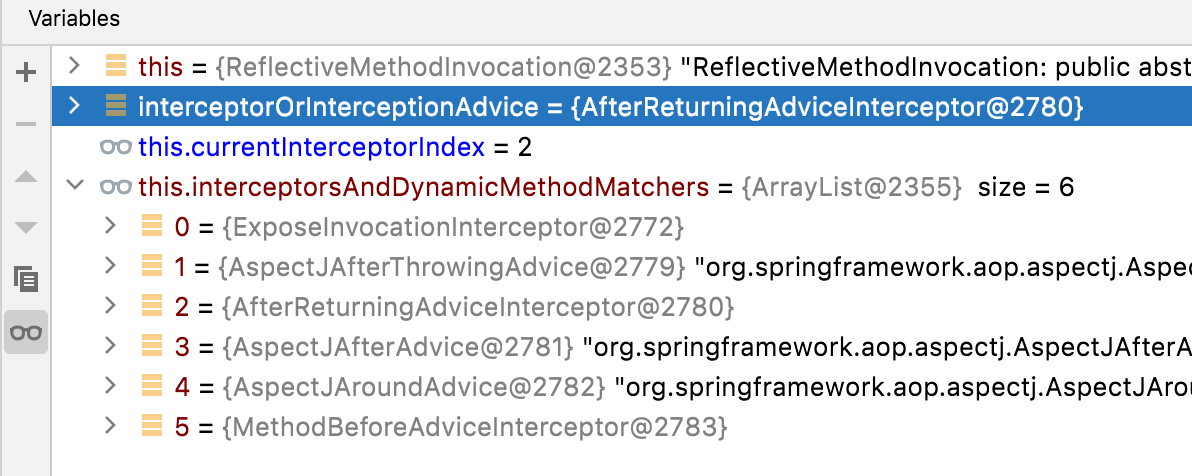 Variables
this = {ReflectiveMethodInvocation@2353} "ReflectiveMethodInvocation: public abst
interceptorOrInterceptionAdvice = {AfterReturningAdviceInterceptor@2780}
this.currentInterceptorIndex = 2
this.interceptorsAndDynamicMethodMatchers = {ArrayList@2355} size = 6
0 = {ExposeInvocationInterceptor@2772}
1 = {AspectJAfterThrowingAdvice@2779} "org.springframework.aop.aspectj.Aspe
2 = {AfterReturningAdviceInterceptor@2780}
3 = {AspectJAfterAdvice@2781} "org.springframework.aop.aspectj.AspectJAfterA
4 = {AspectJAroundAdvice@2782} "org.springframework.aop.aspectj.AspectJArou
5 = {MethodBeforeAdviceInterceptor@2783}